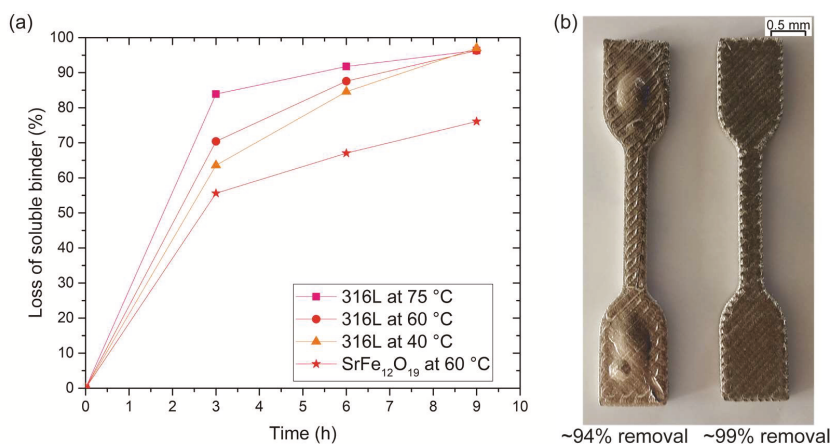 (a)
100
90
80
70
60
50
40
30
20
10
0
Loss of soluble binder (%)
316L at 75 °C
316L at 60 °C
316L at 40 °C
SrFe₁₂O₁₉ at 60 °C
0 1 2 3 4 5 6 7 8 9 10
Time (h)
(b)
0.5 mm
~94% removal ~99% removal